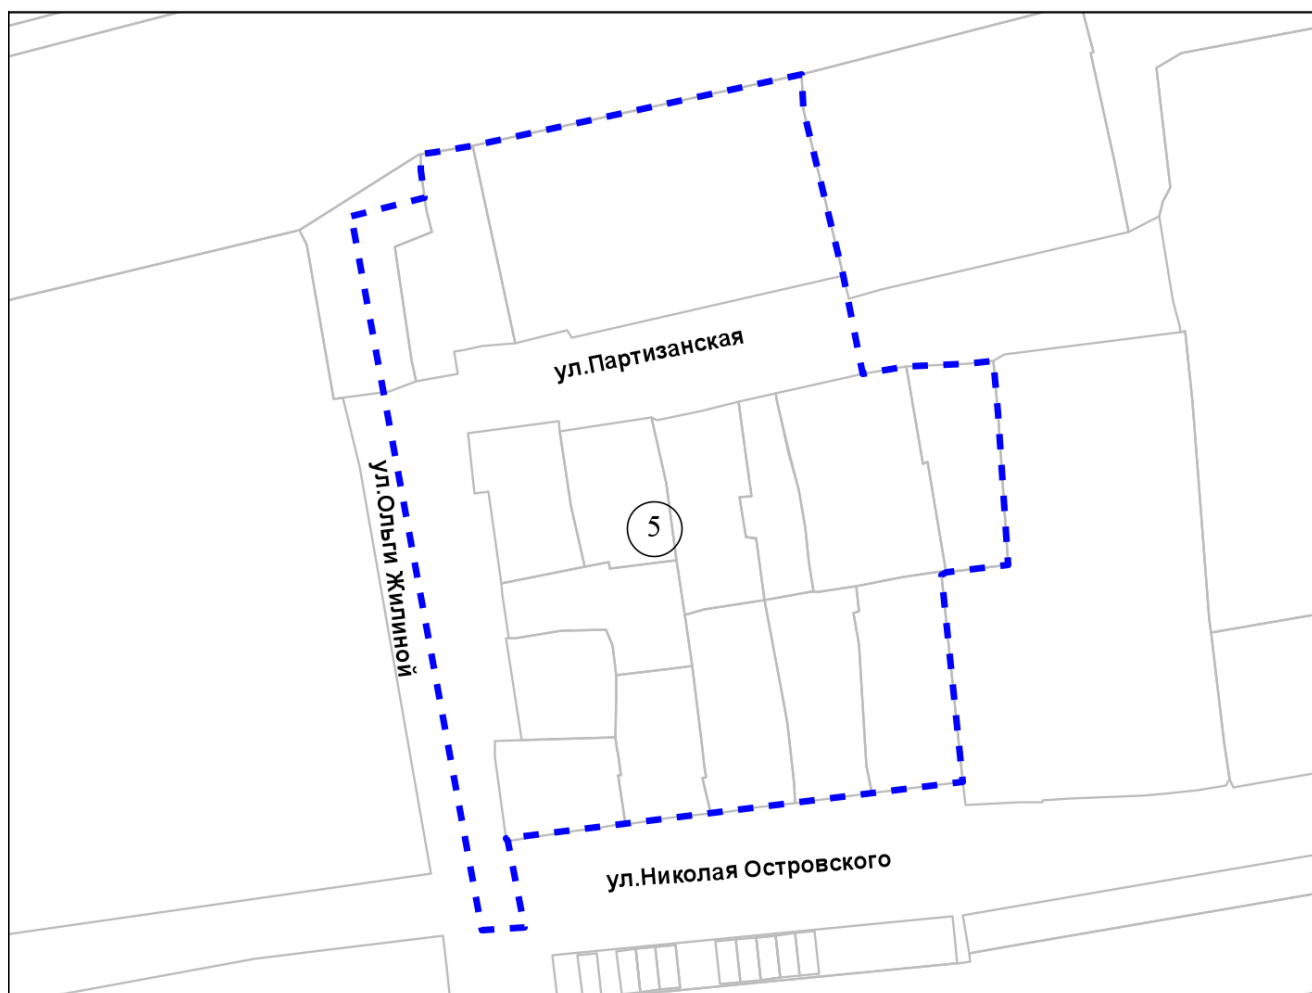 ул.Партизанская
5
ул.Ольги Жилиной
ул.Николая Островского